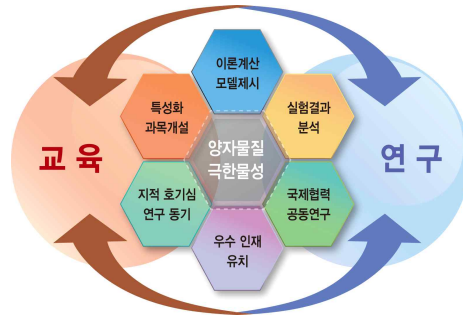 이론계산
모델제시
특성화
과목개설
실험결과
분석
교 육
양자물질
극한물성
연 구
지적 호기심
연구 동기
국제협력
공동연구
우수 인재
유치